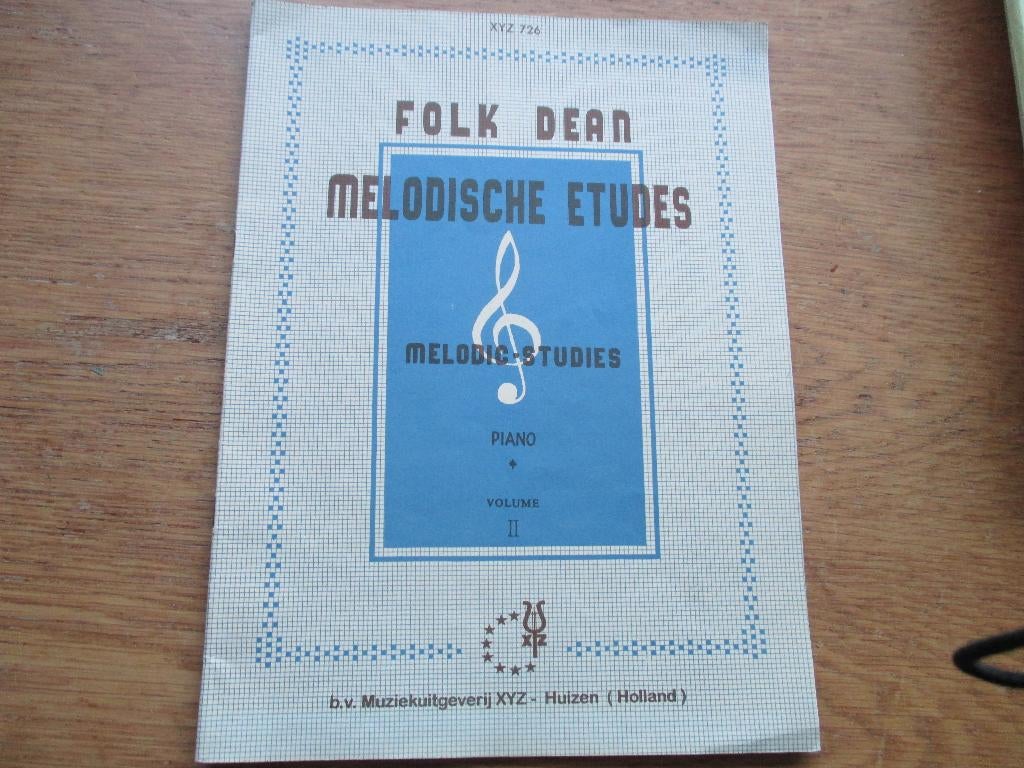 XYZ 726
FOLK DEAN
MELODISCHE ETUDES
MELODIC-STUDIES
PIANO
VOLUME
II
XYZ
b.v. Muziekuitgeverij XYZ - Huizen (Holland)